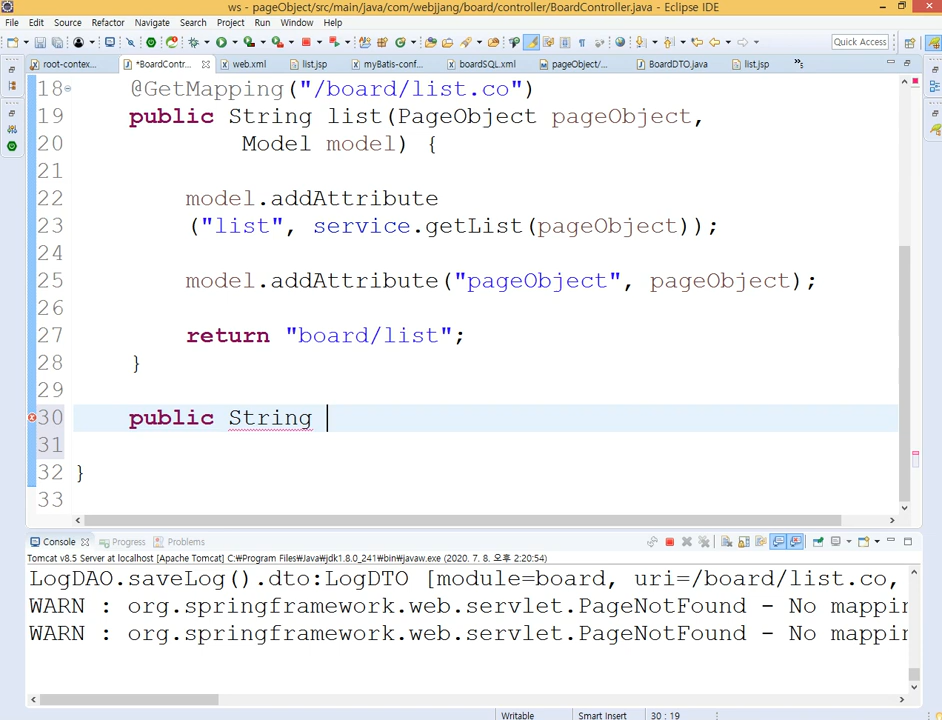 ws - pageObject/src/main/java/com/webjjang/board/controller/BoardController.java - Eclipse IDE
File Edit Source Refactor Navigate Search Project Run Window Help
Quick Access
root-contex... *BoardContr... web.xml list.jsp myBatis-conf... boardSQL.xml pageObject/... BoardDTO.java list.jsp »5
18 @GetMapping("/board/list.co")
19 public String list(PageObject pageObject,
20 Model model) {
21
22 model.addAttribute
23 ("list", service.getList(pageObject));
24
25 model.addAttribute("pageObject", pageObject);
26
27 return "board/list";
28 }
29
30 public String
31
32 }
33
Console Progress Problems
Tomcat v8.5 Server at localhost [Apache Tomcat] C:\Program Files\Java\jdk1.8.0_241\bin\javaw.exe (2020. 7. 8. 오후 2:20:54)
LogDAO.saveLog().dto:LogDTO [module=board, uri=/board/list.co,
WARN : org.springframework.web.servlet.PageNotFound - No mappin
WARN : org.springframework.web.servlet.PageNotFound - No mappin
Writable Smart Insert 30 : 19